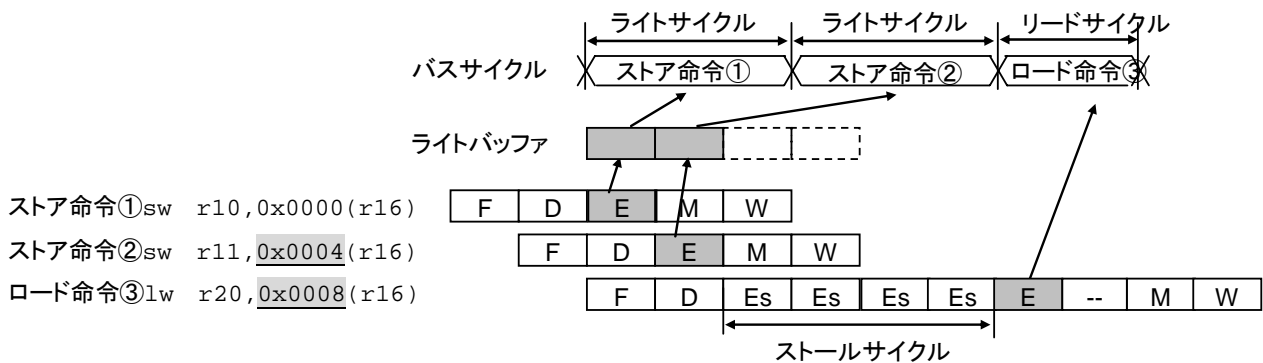 ライトサイクル ライトサイクル リードサイクル
バスサイクル ストア命令① ストア命令② ロード命令③
ライトバッファ
ストア命令①sw r10,0x0000(r16) F D E M W
ストア命令②sw r11,0x0004(r16) F D E M W
ロード命令③lw r20,0x0008(r16) F D Es Es Es Es E -- M W
ストールサイクル